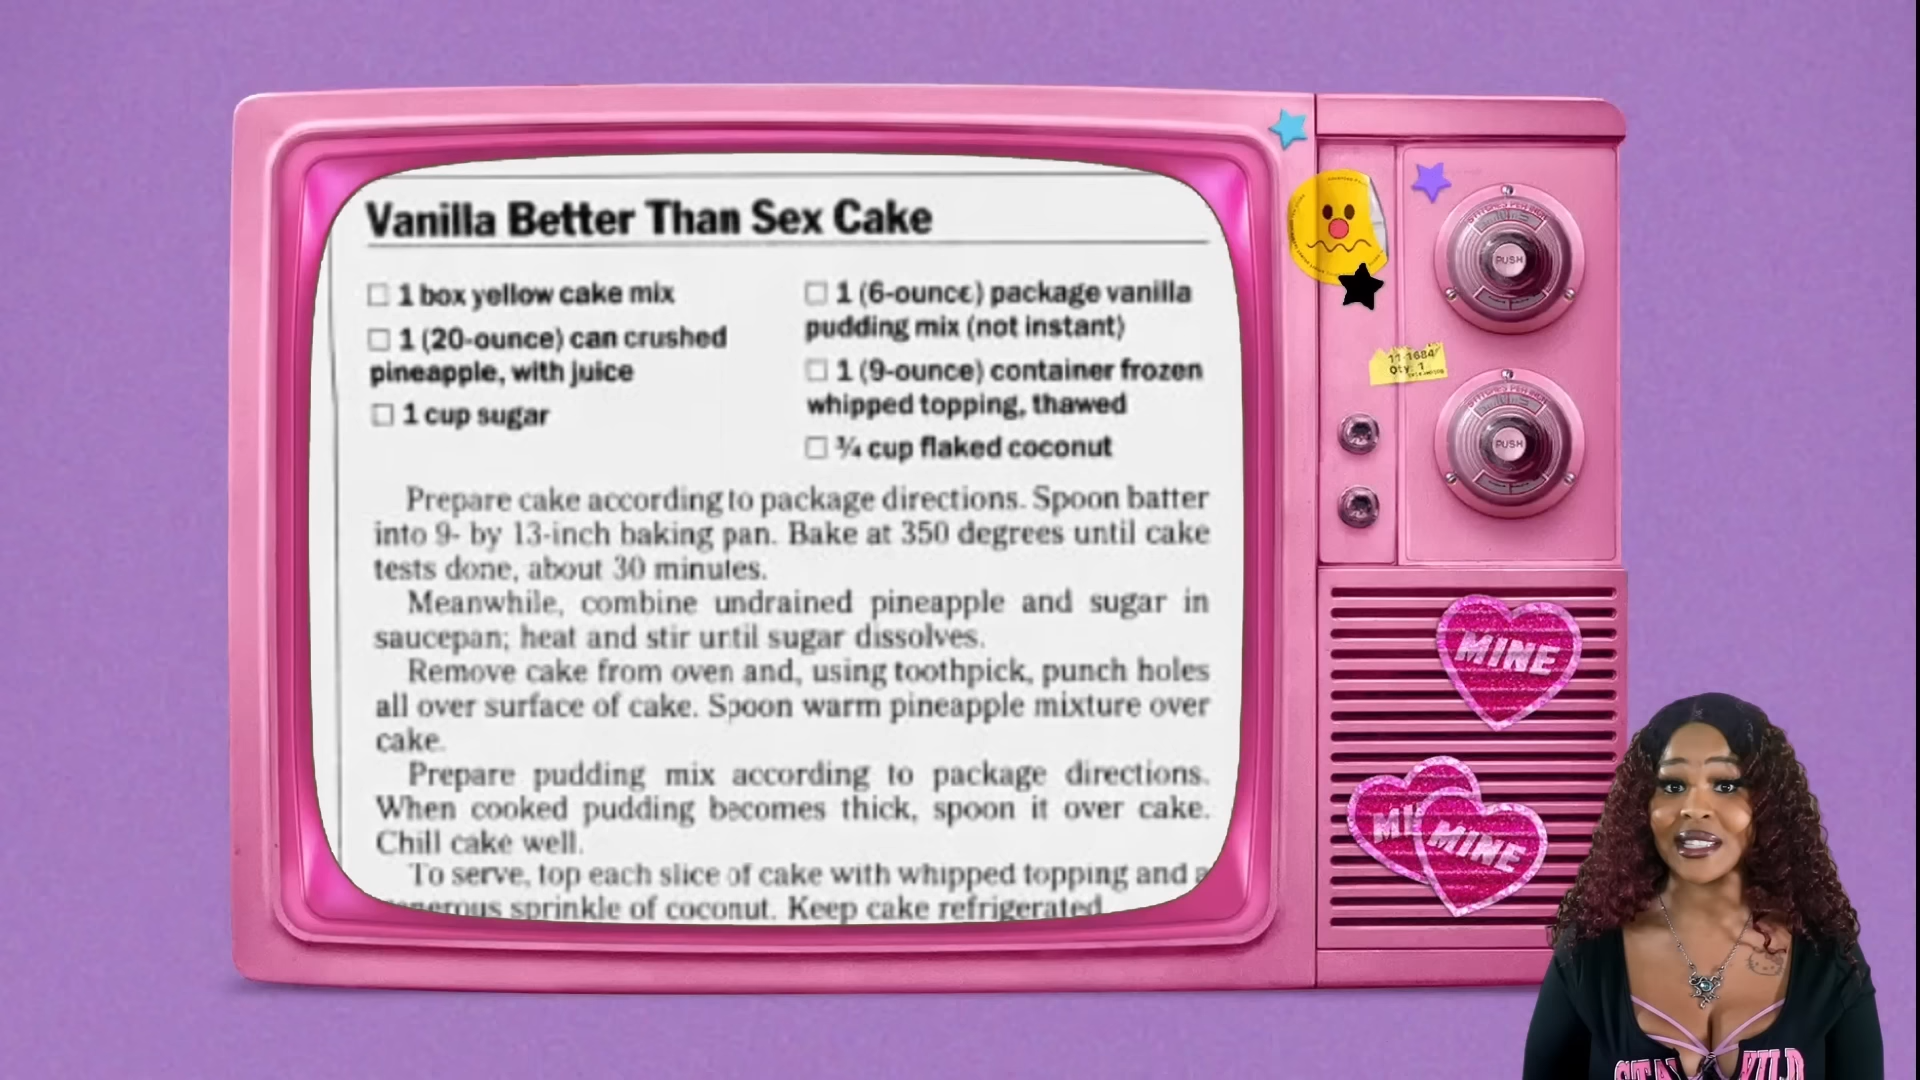 Vanilla Better Than Sex Cake
1 box yellow cake mix
1 (20-ounce) can crushed
pineapple, with juice
1 cup sugar
1 (6-ounce) package vanilla
pudding mix (not instant)
1 (9-ounce) container frozen
whipped topping, thawed
¾ cup flaked coconut
Prepare cake according to package directions. Spoon batter
into 9- by 13-inch baking pan. Bake at 350 degrees until cake
tests done, about 30 minutes.
Meanwhile, combine undrained pineapple and sugar in
saucepan; heat and stir until sugar dissolves.
Remove cake from oven and, using toothpick, punch holes
all over surface of cake. Spoon warm pineapple mixture over
cake.
Prepare pudding mix according to package directions.
When cooked pudding becomes thick, spoon it over cake.
Chill cake well.
To serve, top each slice of cake with whipped topping and a
sprinkle of coconut. Keep cake refrigerated
PUSH
11-1684
Qty: 1
PUSH
MINE
MINE